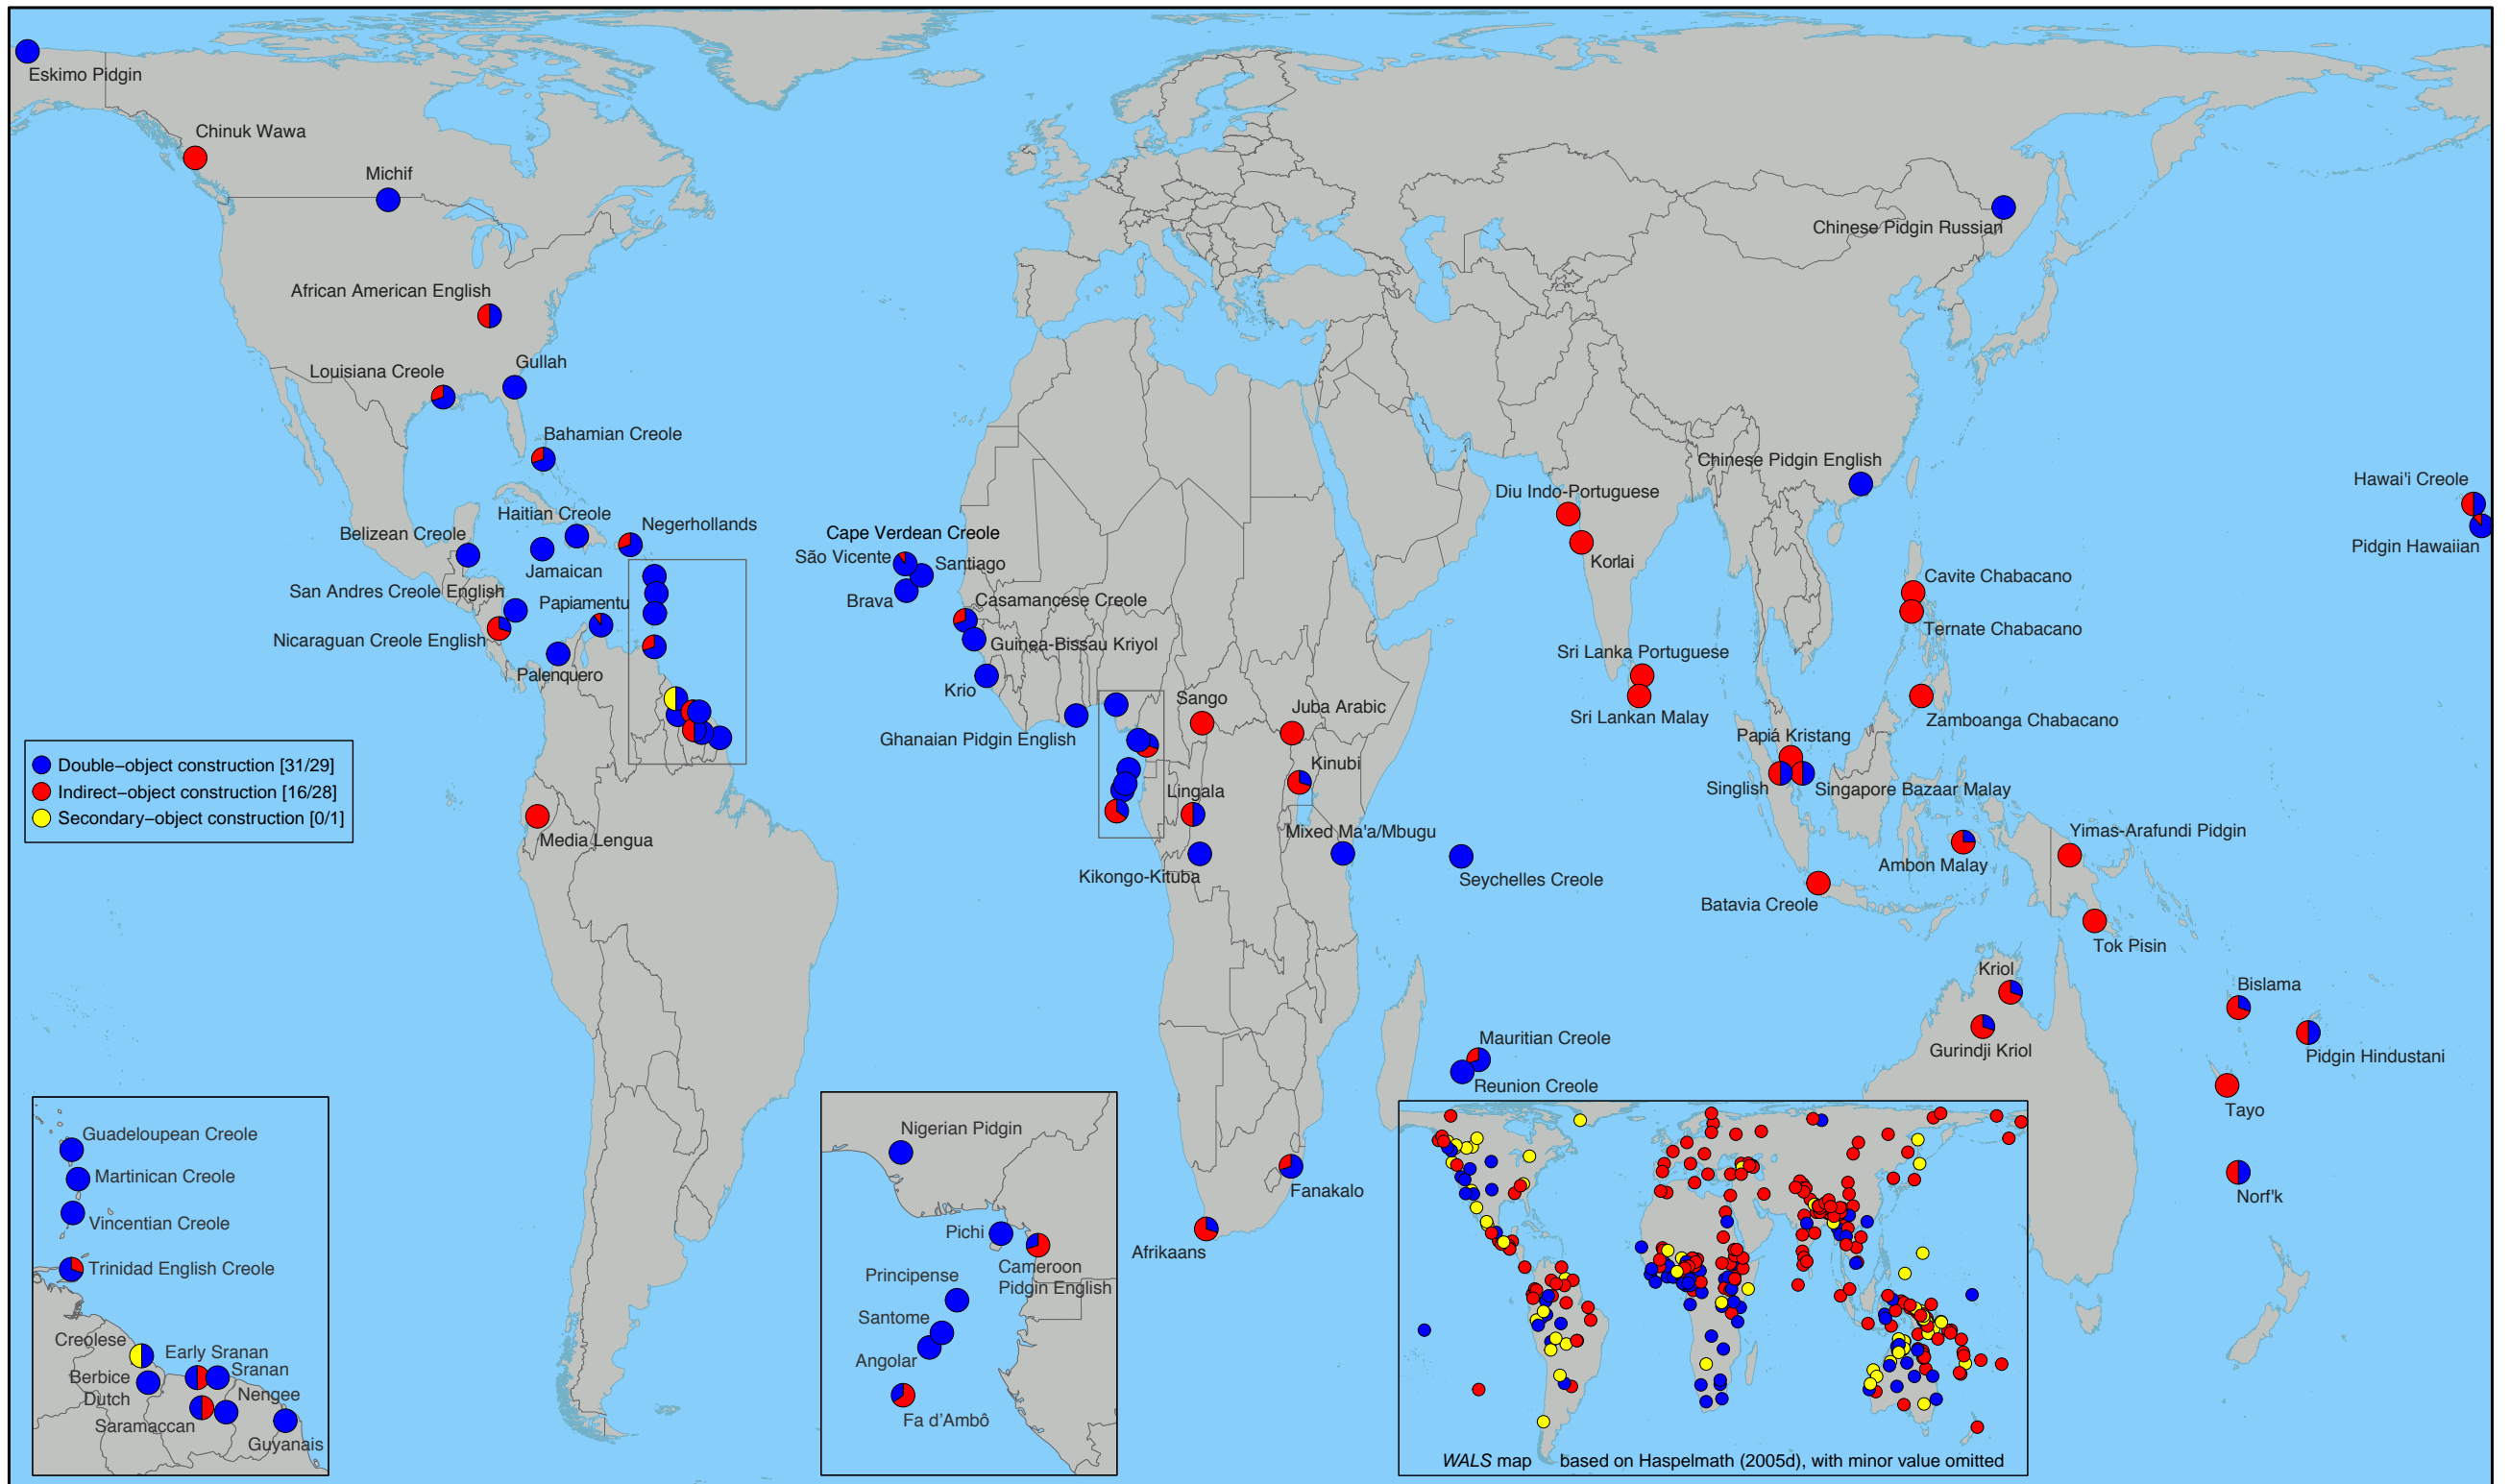 Eskimo Pidgin
Chinuk Wawa
Michif
African American English
Louisiana Creole
Gullah
Bahamian Creole
Haitian Creole
Belizean Creole
Negerhollands
Jamaican
San Andres Creole English
Papiamentu
Nicaraguan Creole English
Palenquero
Media Lengua
Cape Verdean Creole
São Vicente
Santiago
Brava
Casamancese Creole
Guinea-Bissau Kriyol
Krio
Ghanaian Pidgin English
Sango
Juba Arabic
Kinubi
Lingala
Mixed Ma'a/Mbugu
Kikongo-Kituba
Seychelles Creole
Mauritian Creole
Reunion Creole
Fanakalo
Afrikaans
Chinese Pidgin Russian
Chinese Pidgin English
Diu Indo-Portuguese
Korlai
Sri Lanka Portuguese
Sri Lankan Malay
Cavite Chabacano
Ternate Chabacano
Zamboanga Chabacano
Papiá Kristang
Singlish
Singapore Bazaar Malay
Ambon Malay
Batavia Creole
Yimas-Arafundi Pidgin
Tok Pisin
Kriol
Gurindji Kriol
Bislama
Pidgin Hindustani
Tayo
Norf'k
Hawai'i Creole
Pidgin Hawaiian
Double−object construction [31/29]
Indirect−object construction [16/28]
Secondary−object construction [0/1]
Guadeloupean Creole
Martinican Creole
Vincentian Creole
Trinidad English Creole
Creolese
Early Sranan
Sranan
Berbice
Dutch
Nengee
Saramaccan
Guyanais
Nigerian Pidgin
Pichi
Cameroon
Pidgin English
Principense
Santome
Angolar
Fa d'Ambô
WALS map based on Haspelmath (2005d), with minor value omitted